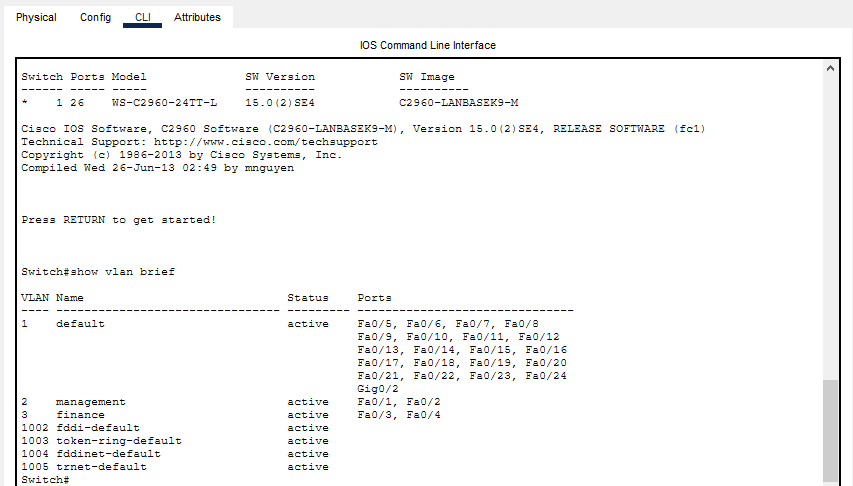 Physical Config CLI Attributes
IOS Command Line Interface
Switch Ports Model SW Version SW Image
------ ----- ----- ---------- ----------
* 1 26 WS-C2960-24TT-L 15.0(2)SE4 C2960-LANBASEK9-M
Cisco IOS Software, C2960 Software (C2960-LANBASEK9-M), Version 15.0(2)SE4, RELEASE SOFTWARE (fc1)
Technical Support: http://www.cisco.com/techsupport
Copyright (c) 1986-2013 by Cisco Systems, Inc.
Compiled Wed 26-Jun-13 02:49 by mnguyen
Press RETURN to get started!
Switch#show vlan brief
VLAN Name Status Ports
---- -------------------------------- --------- -------------------------------
1 default active Fa0/5, Fa0/6, Fa0/7, Fa0/8
Fa0/9, Fa0/10, Fa0/11, Fa0/12
Fa0/13, Fa0/14, Fa0/15, Fa0/16
Fa0/17, Fa0/18, Fa0/19, Fa0/20
Fa0/21, Fa0/22, Fa0/23, Fa0/24
Gig0/2
2 management active Fa0/1, Fa0/2
3 finance active Fa0/3, Fa0/4
1002 fddi-default active
1003 token-ring-default active
1004 fddinet-default active
1005 trnet-default active
Switch#